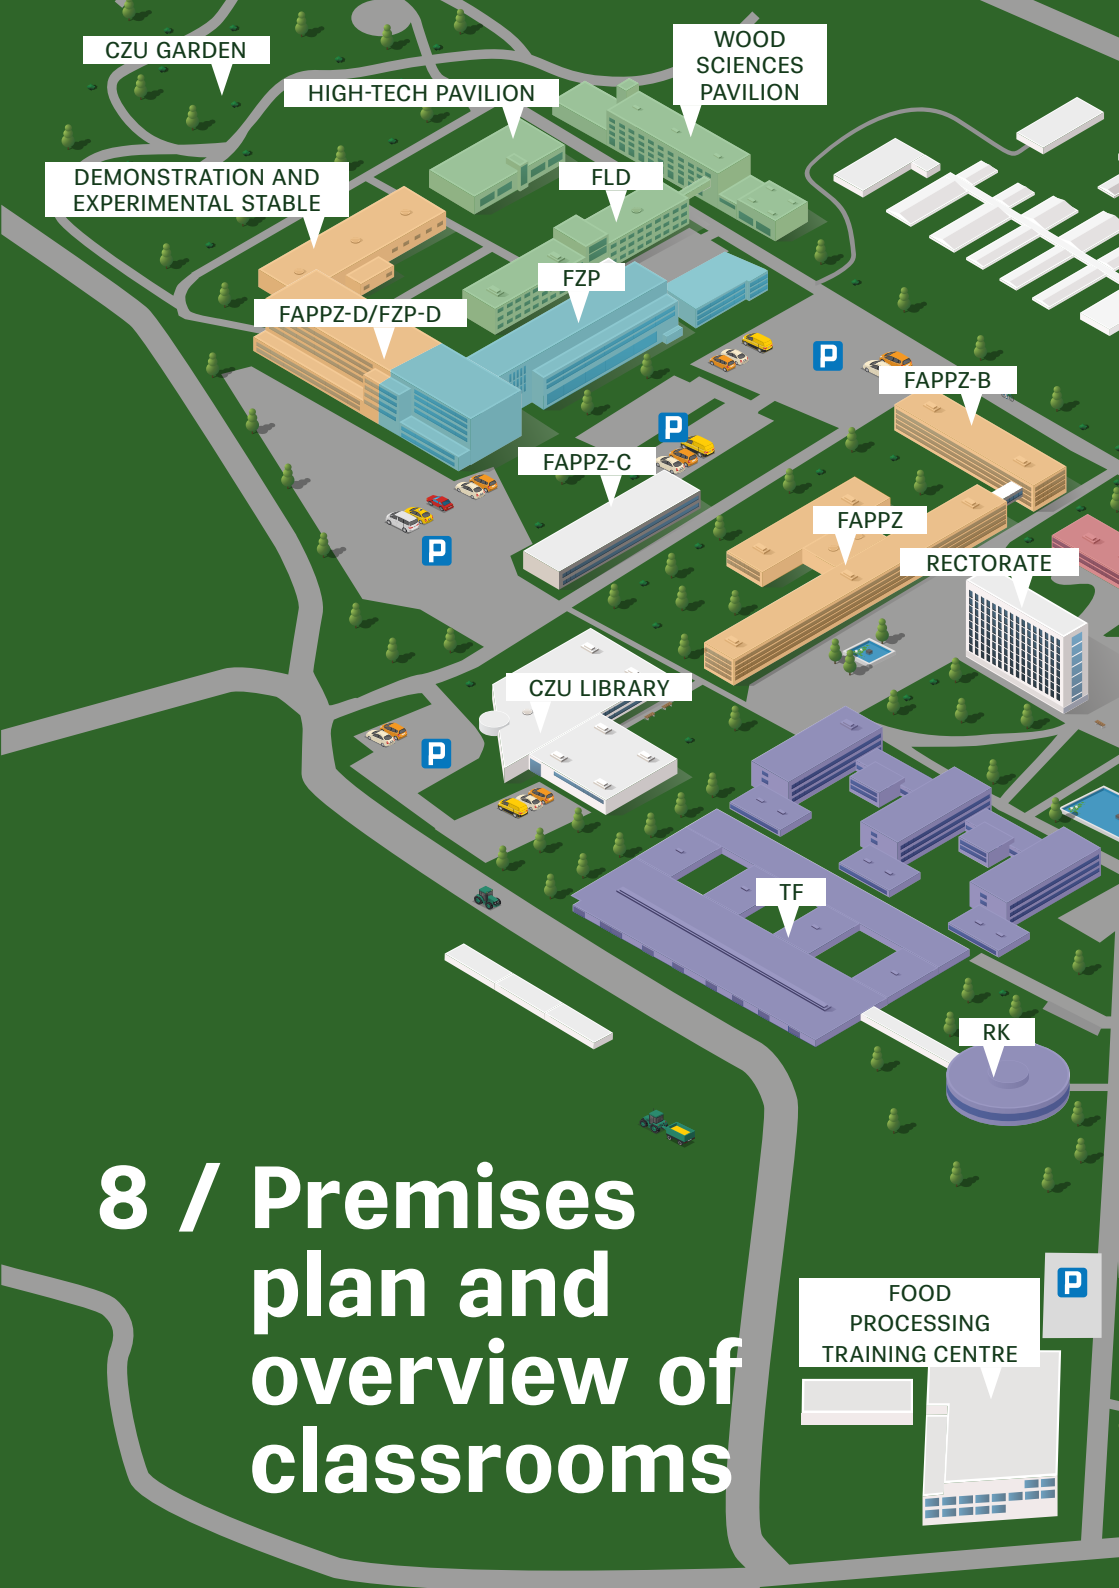 WOOD
SCIENCES
PAVILION
CZU GARDEN
HIGH-TECH PAVILION
DEMONSTRATION AND
EXPERIMENTAL STABLE
FLD
FZP
FAPPZ-D/FZP-D
P
FAPPZ-B
P
FAPPZ-C
FAPPZ
P
RECTORATE
CZU LIBRARY
P
TF
RK
8 / Premises
plan and
overview of
classrooms
P
FOOD
PROCESSING
TRAINING CENTRE